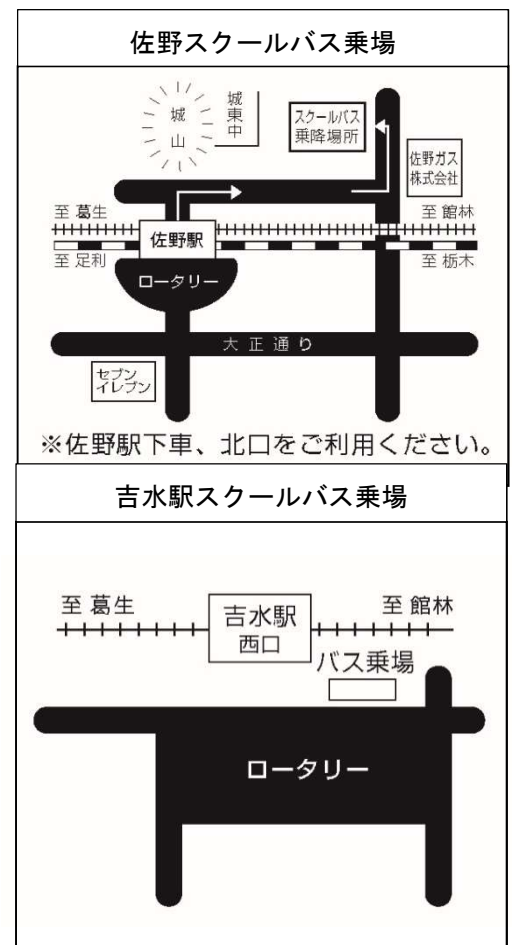 佐野スクールバス乗場
城山
城東中
スクールバス
乗降場所
佐野ガス
株式会社
至 葛生
至 館林
佐野駅
至 足利
至 栃木
ロータリー
大正通り
セブン
イレブン
※佐野駅下車、北口をご利用ください。
吉水駅スクールバス乗場
至 葛生
吉水駅
西口
至 館林
バス乗場
ロータリー